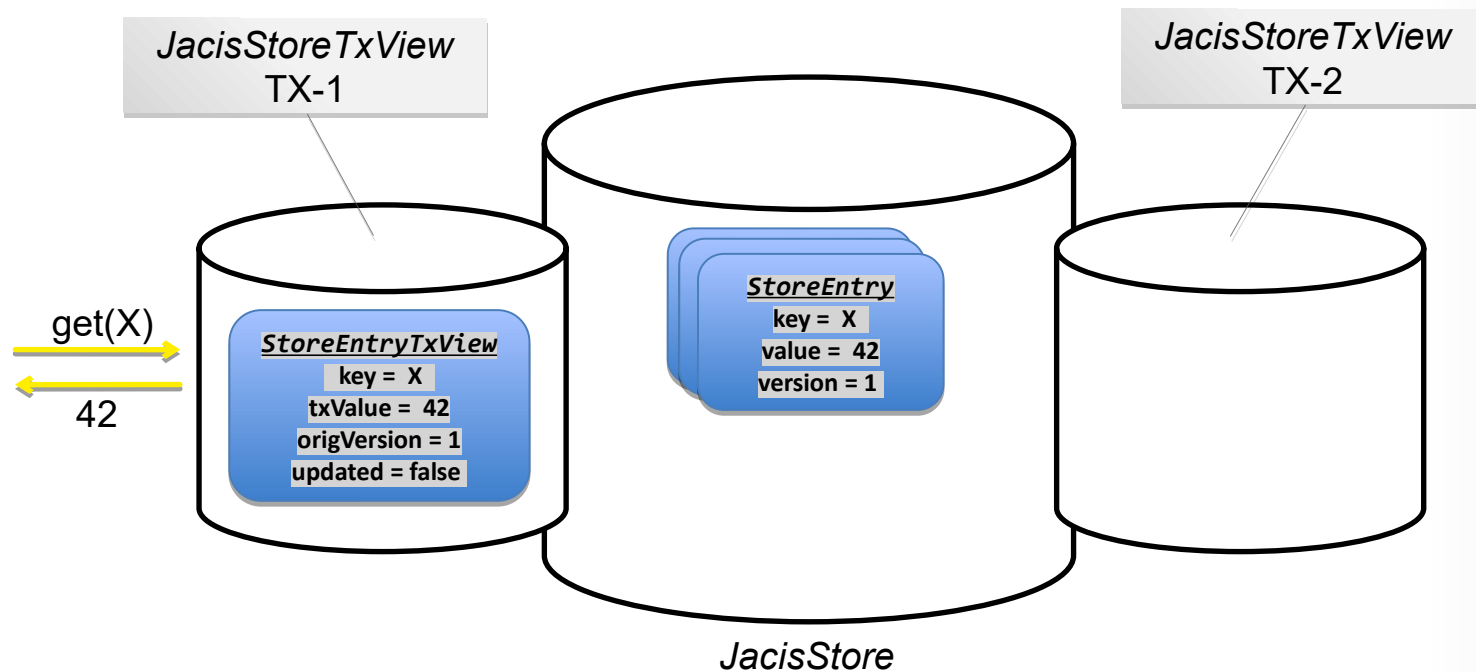 JacisStoreTxView
TX-1
JacisStoreTxView
TX-2
get(X)
42
StoreEntryTxView
key = X
txValue = 42
origVersion = 1
updated = false
StoreEntry
key = X
value = 42
version = 1
JacisStore